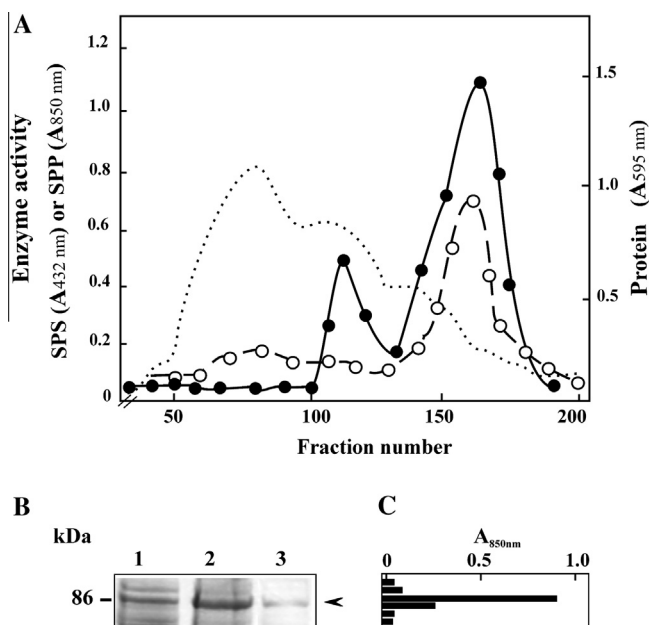 A
Enzyme activity
SPS (A432 nm) or SPP (A850 nm)
1.2
1.0
0.8
0.6
0.4
0.2
0
1.5
1.0
0.5
Protein (A595 nm)
50 100 150 200
Fraction number
B
kDa
1 2 3
86
C
A850nm
0 0.5 1.0